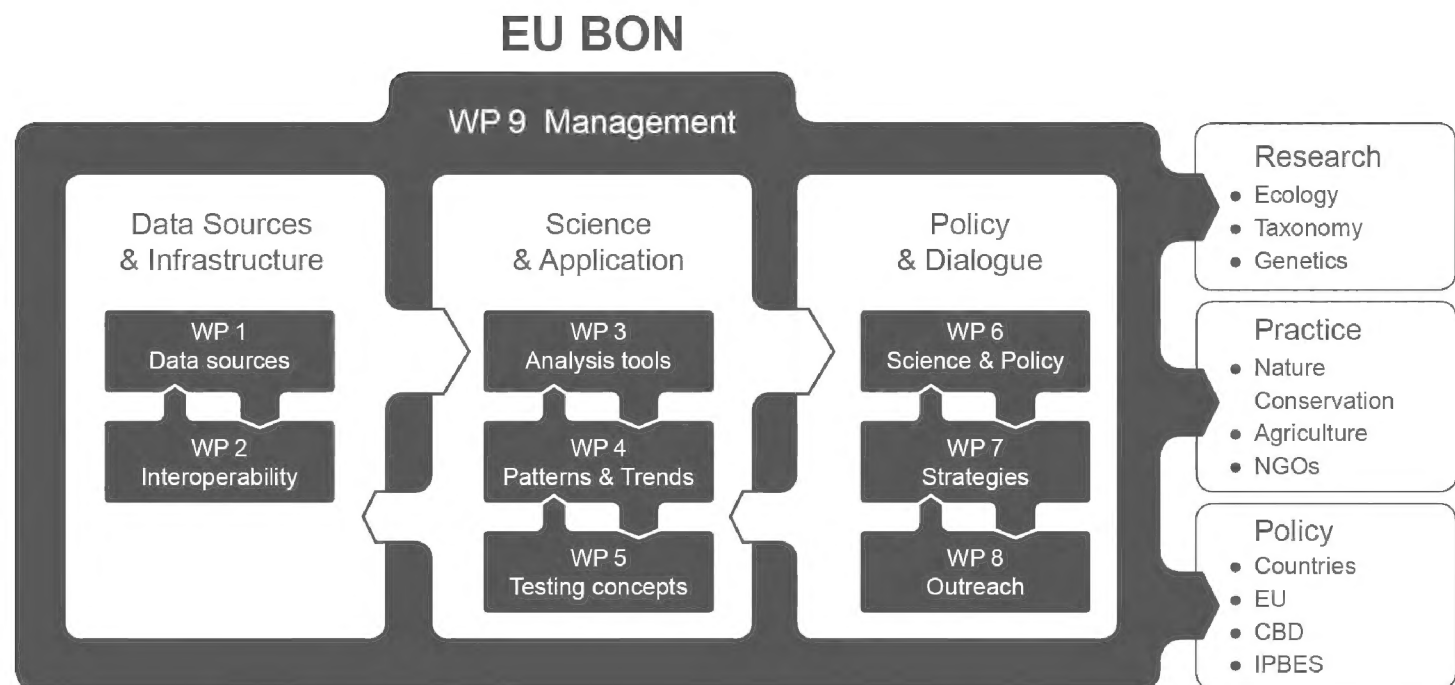 EU BON
WP 9 Management
Data Sources
& Infrastructure
WP 1
Data sources
WP 2
Interoperability
Science
& Application
WP 3
Analysis tools
WP 4
Patterns & Trends
WP 5
Testing concepts
Policy
& Dialogue
WP 6
Science & Policy
WP 7
Strategies
WP 8
Outreach
Research
• Ecology
• Taxonomy
• Genetics
Practice
• Nature
Conservation
• Agriculture
• NGOs
Policy
• Countries
• EU
• CBD
• IPBES